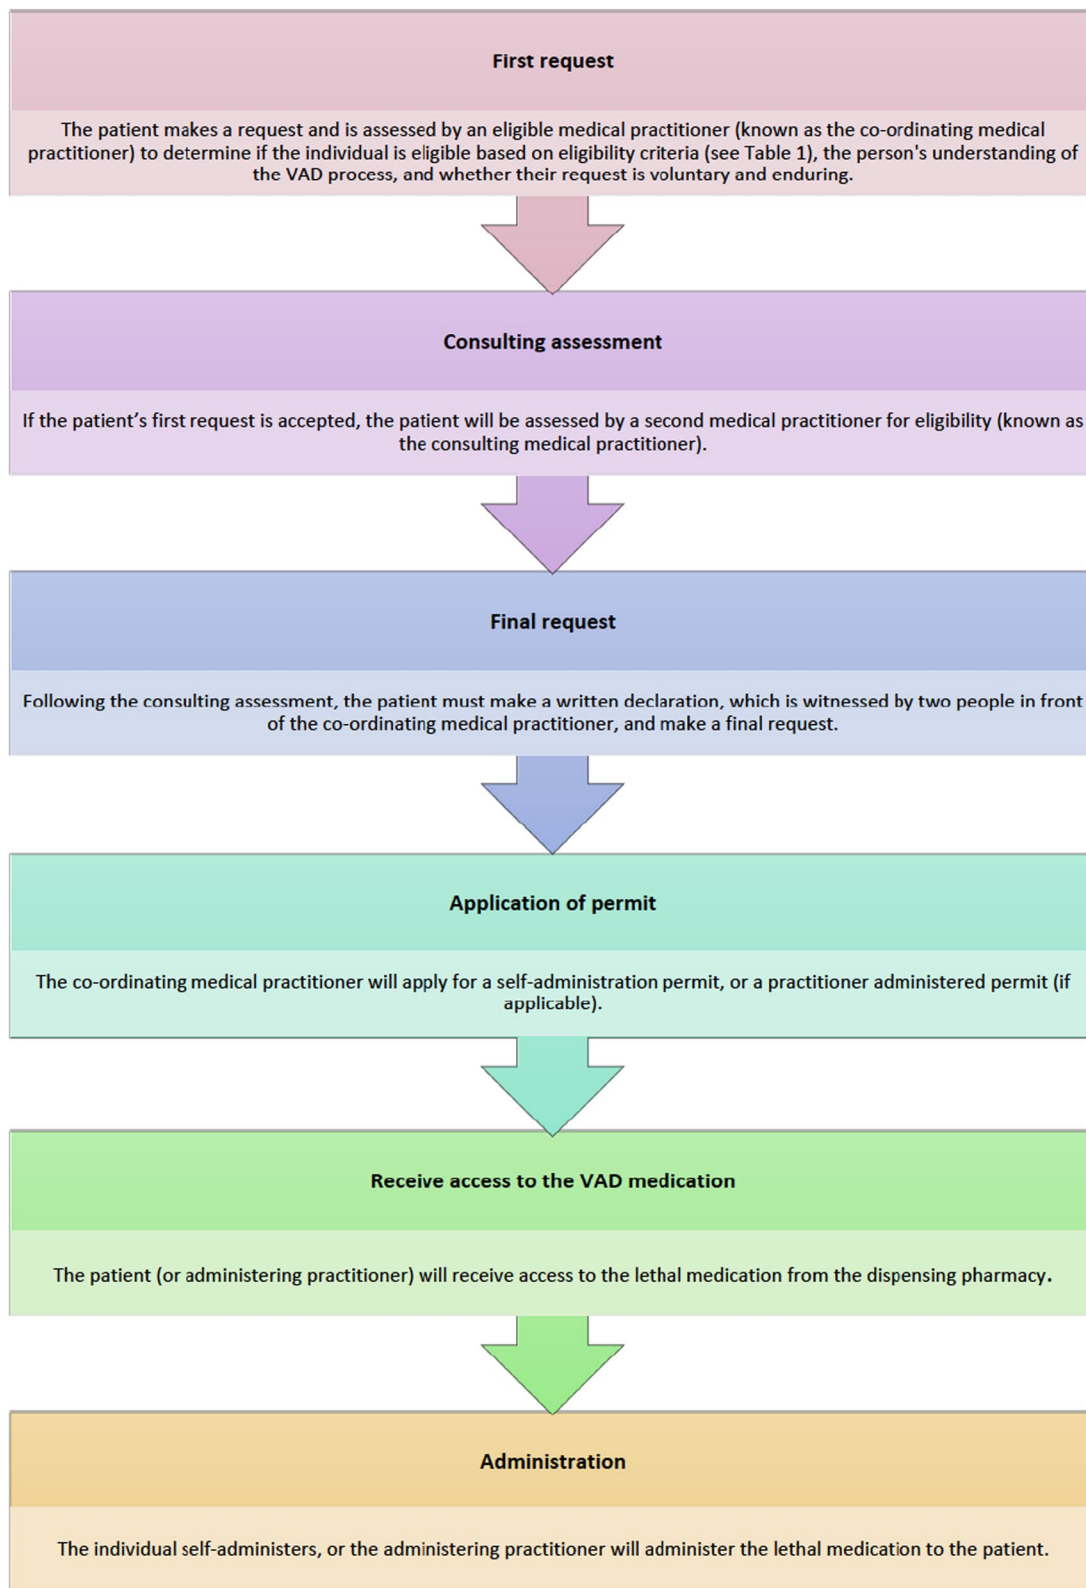 First request
The patient makes a request and is assessed by an eligible medical practitioner (known as the co-ordinating medical
practitioner) to determine if the individual is eligible based on eligibility criteria (see Table 1), the person's understanding of
the VAD process, and whether their request is voluntary and enduring.
Consulting assessment
If the patient’s first request is accepted, the patient will be assessed by a second medical practitioner for eligibility (known as
the consulting medical practitioner).
Final request
Following the consulting assessment, the patient must make a written declaration, which is witnessed by two people in front
of the co-ordinating medical practitioner, and make a final request.
Application of permit
The co-ordinating medical practitioner will apply for a self-administration permit, or a practitioner administered permit (if
applicable).
Receive access to the VAD medication
The patient (or administering practitioner) will receive access to the lethal medication from the dispensing pharmacy.
Administration
The individual self-administers, or the administering practitioner will administer the lethal medication to the patient.